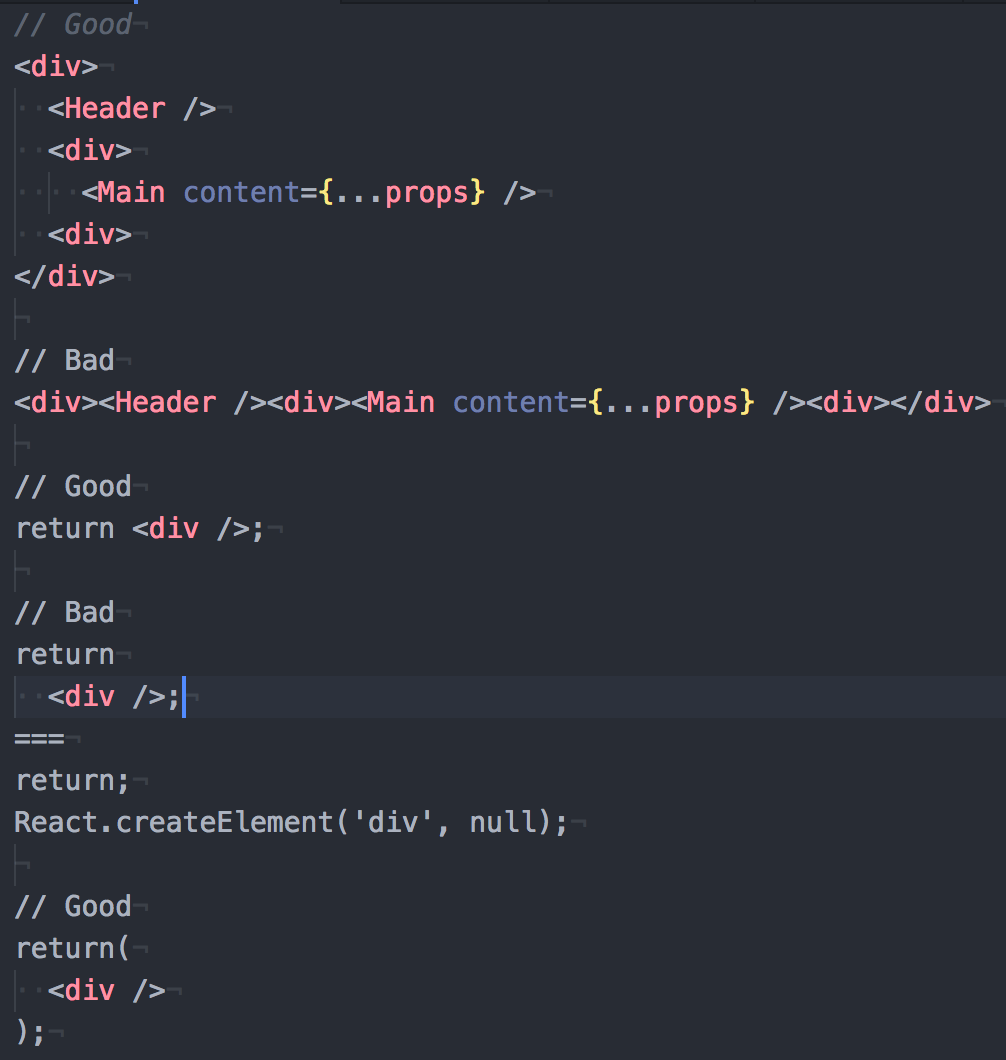 // Good
<div>
  <Header />
  <div>
    <Main content={...props} />
  <div>
</div>

// Bad
<div><Header /><div><Main content={...props} /><div></div>

// Good
return <div />;

// Bad
return
  <div />;
===
return;
React.createElement('div', null);

// Good
return(
  <div />
);